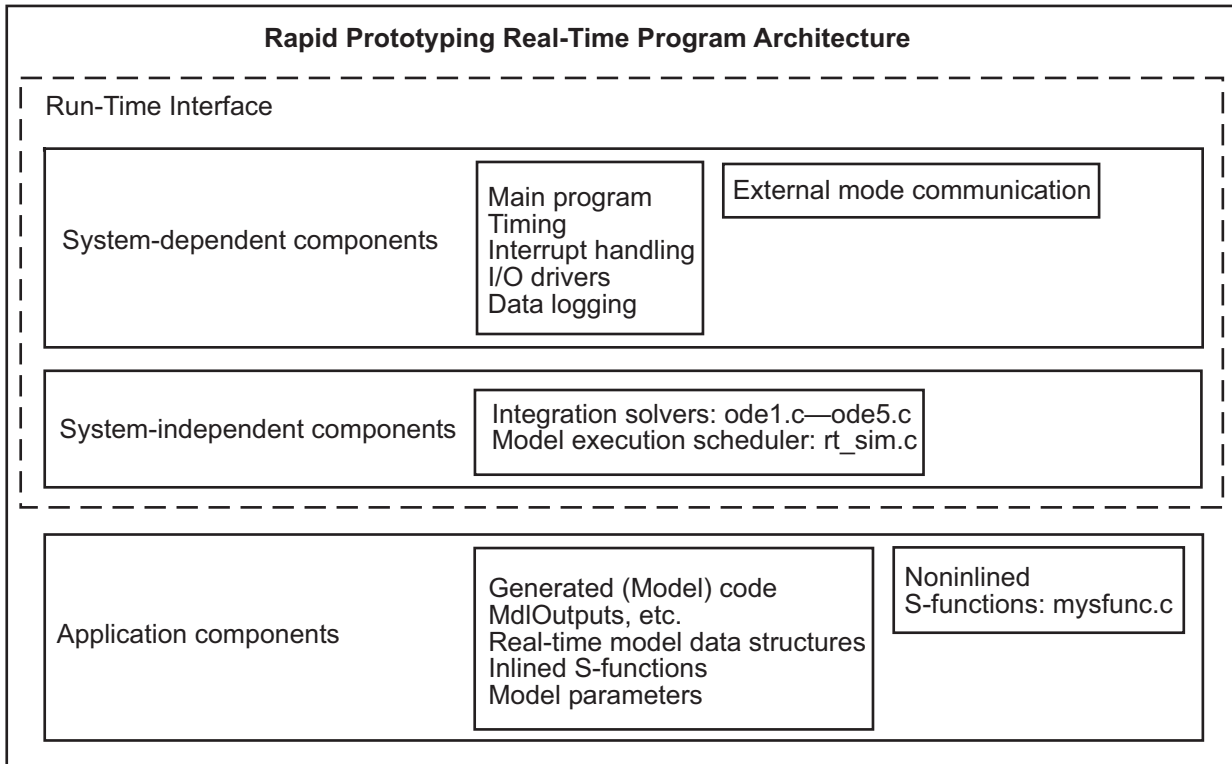 Rapid Prototyping Real-Time Program Architecture
Run-Time Interface
System-dependent components
Main program
Timing
Interrupt handling
I/O drivers
Data logging
External mode communication
System-independent components
Integration solvers: ode1.c—ode5.c
Model execution scheduler: rt_sim.c
Application components
Generated (Model) code
MdlOutputs, etc.
Real-time model data structures
Inlined S-functions
Model parameters
Noninlined
S-functions: mysfunc.c